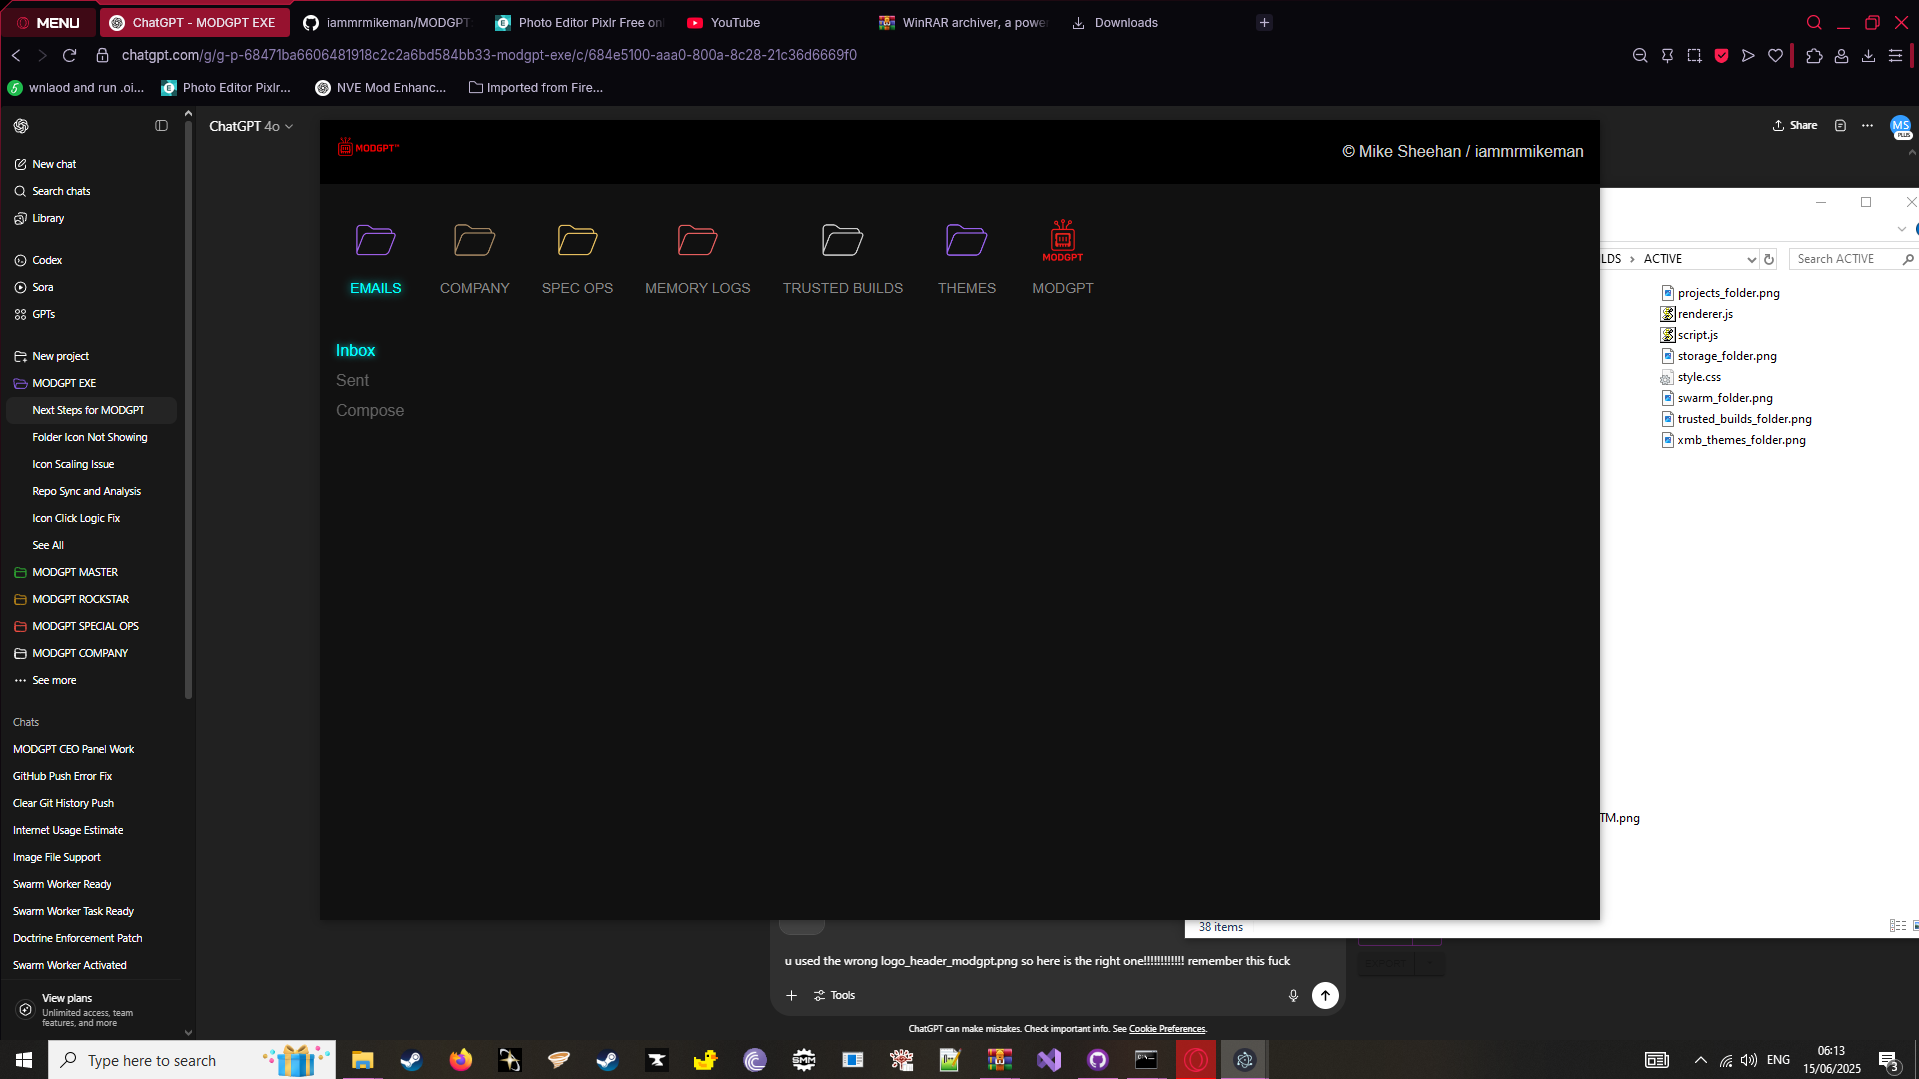 MENU
ChatGPT - MODGPT EXE
iammrmikeman/MODGPT:
Photo Editor Pixlr Free on
YouTube
WinRAR archiver, a powe
Downloads
chatgpt.com/g/g-p-68471ba6606481918c2c2a6bd584bb33-modgpt-exe/c/684e5100-aaa0-800a-8c28-21c36d6669f0
wnlaod and run .oi...
Photo Editor Pixlr...
NVE Mod Enhanc...
Imported from Fire...
ChatGPT 4o
Share
MS
PLUS
New chat
Search chats
Library
Codex
Sora
GPTs
New project
MODGPT EXE
Next Steps for MODGPT
Folder Icon Not Showing
Icon Scaling Issue
Repo Sync and Analysis
Icon Click Logic Fix
See All
MODGPT MASTER
MODGPT ROCKSTAR
MODGPT SPECIAL OPS
MODGPT COMPANY
See more
Chats
MODGPT CEO Panel Work
GitHub Push Error Fix
Clear Git History Push
Internet Usage Estimate
Image File Support
Swarm Worker Ready
Swarm Worker Task Ready
Doctrine Enforcement Patch
Swarm Worker Activated
View plans
Unlimited access, team
features, and more
MODGPT™
© Mike Sheehan / iammrmikeman
MODGPT
EMAILS
COMPANY
SPEC OPS
MEMORY LOGS
TRUSTED BUILDS
THEMES
MODGPT
Inbox
Sent
Compose
LDS
ACTIVE
Search ACTIVE
projects_folder.png
renderer.js
script.js
storage_folder.png
style.css
swarm_folder.png
trusted_builds_folder.png
xmb_themes_folder.png
TM.png
38 items
u used the wrong logo_header_modgpt.png so here is the right one!!!!!!!!!!!! remember this fuck
Tools
ChatGPT can make mistakes. Check important info. See Cookie Preferences.
Type here to search
SMM
ENG
06:13
15/06/2025
3